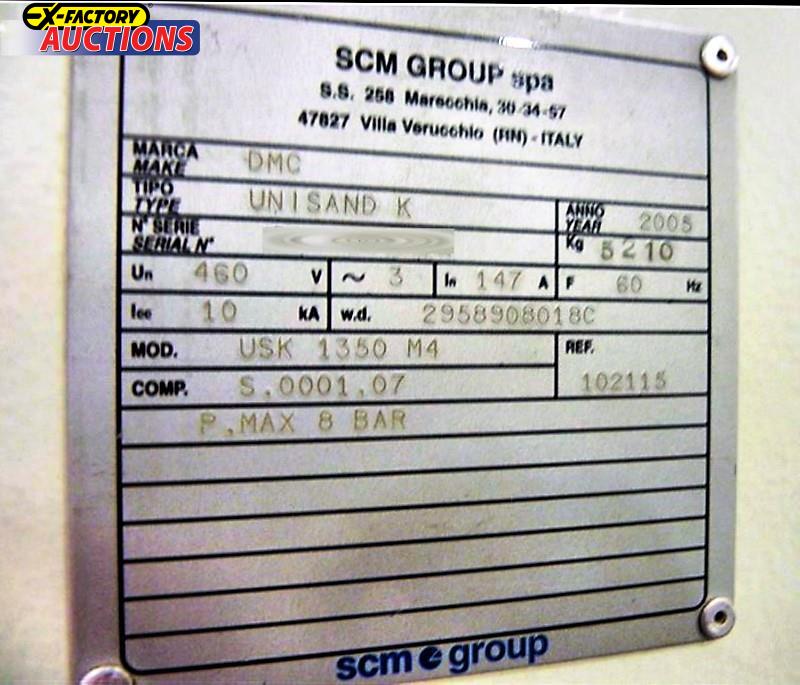 EX-FACTORY
AUCTIONS
SCM GROUP spa
S.S. 258 Marecchia, 30-34-57
47827 Villa Verucchio (RN) - ITALY
MARCA
MAKE DMC
TIPO
TYPE UNISAND K
ANNO
YEAR 2005
N° SERIE
SERIAL N°
Kg 5210
Un 460 V ~ 3 In 147 A F 60 Hz
Icc 10 kA w.d. 2958908018C
MOD. USK 1350 M4 REF.
COMP. S.0001.07 102115
P.MAX 8 BAR
scm group